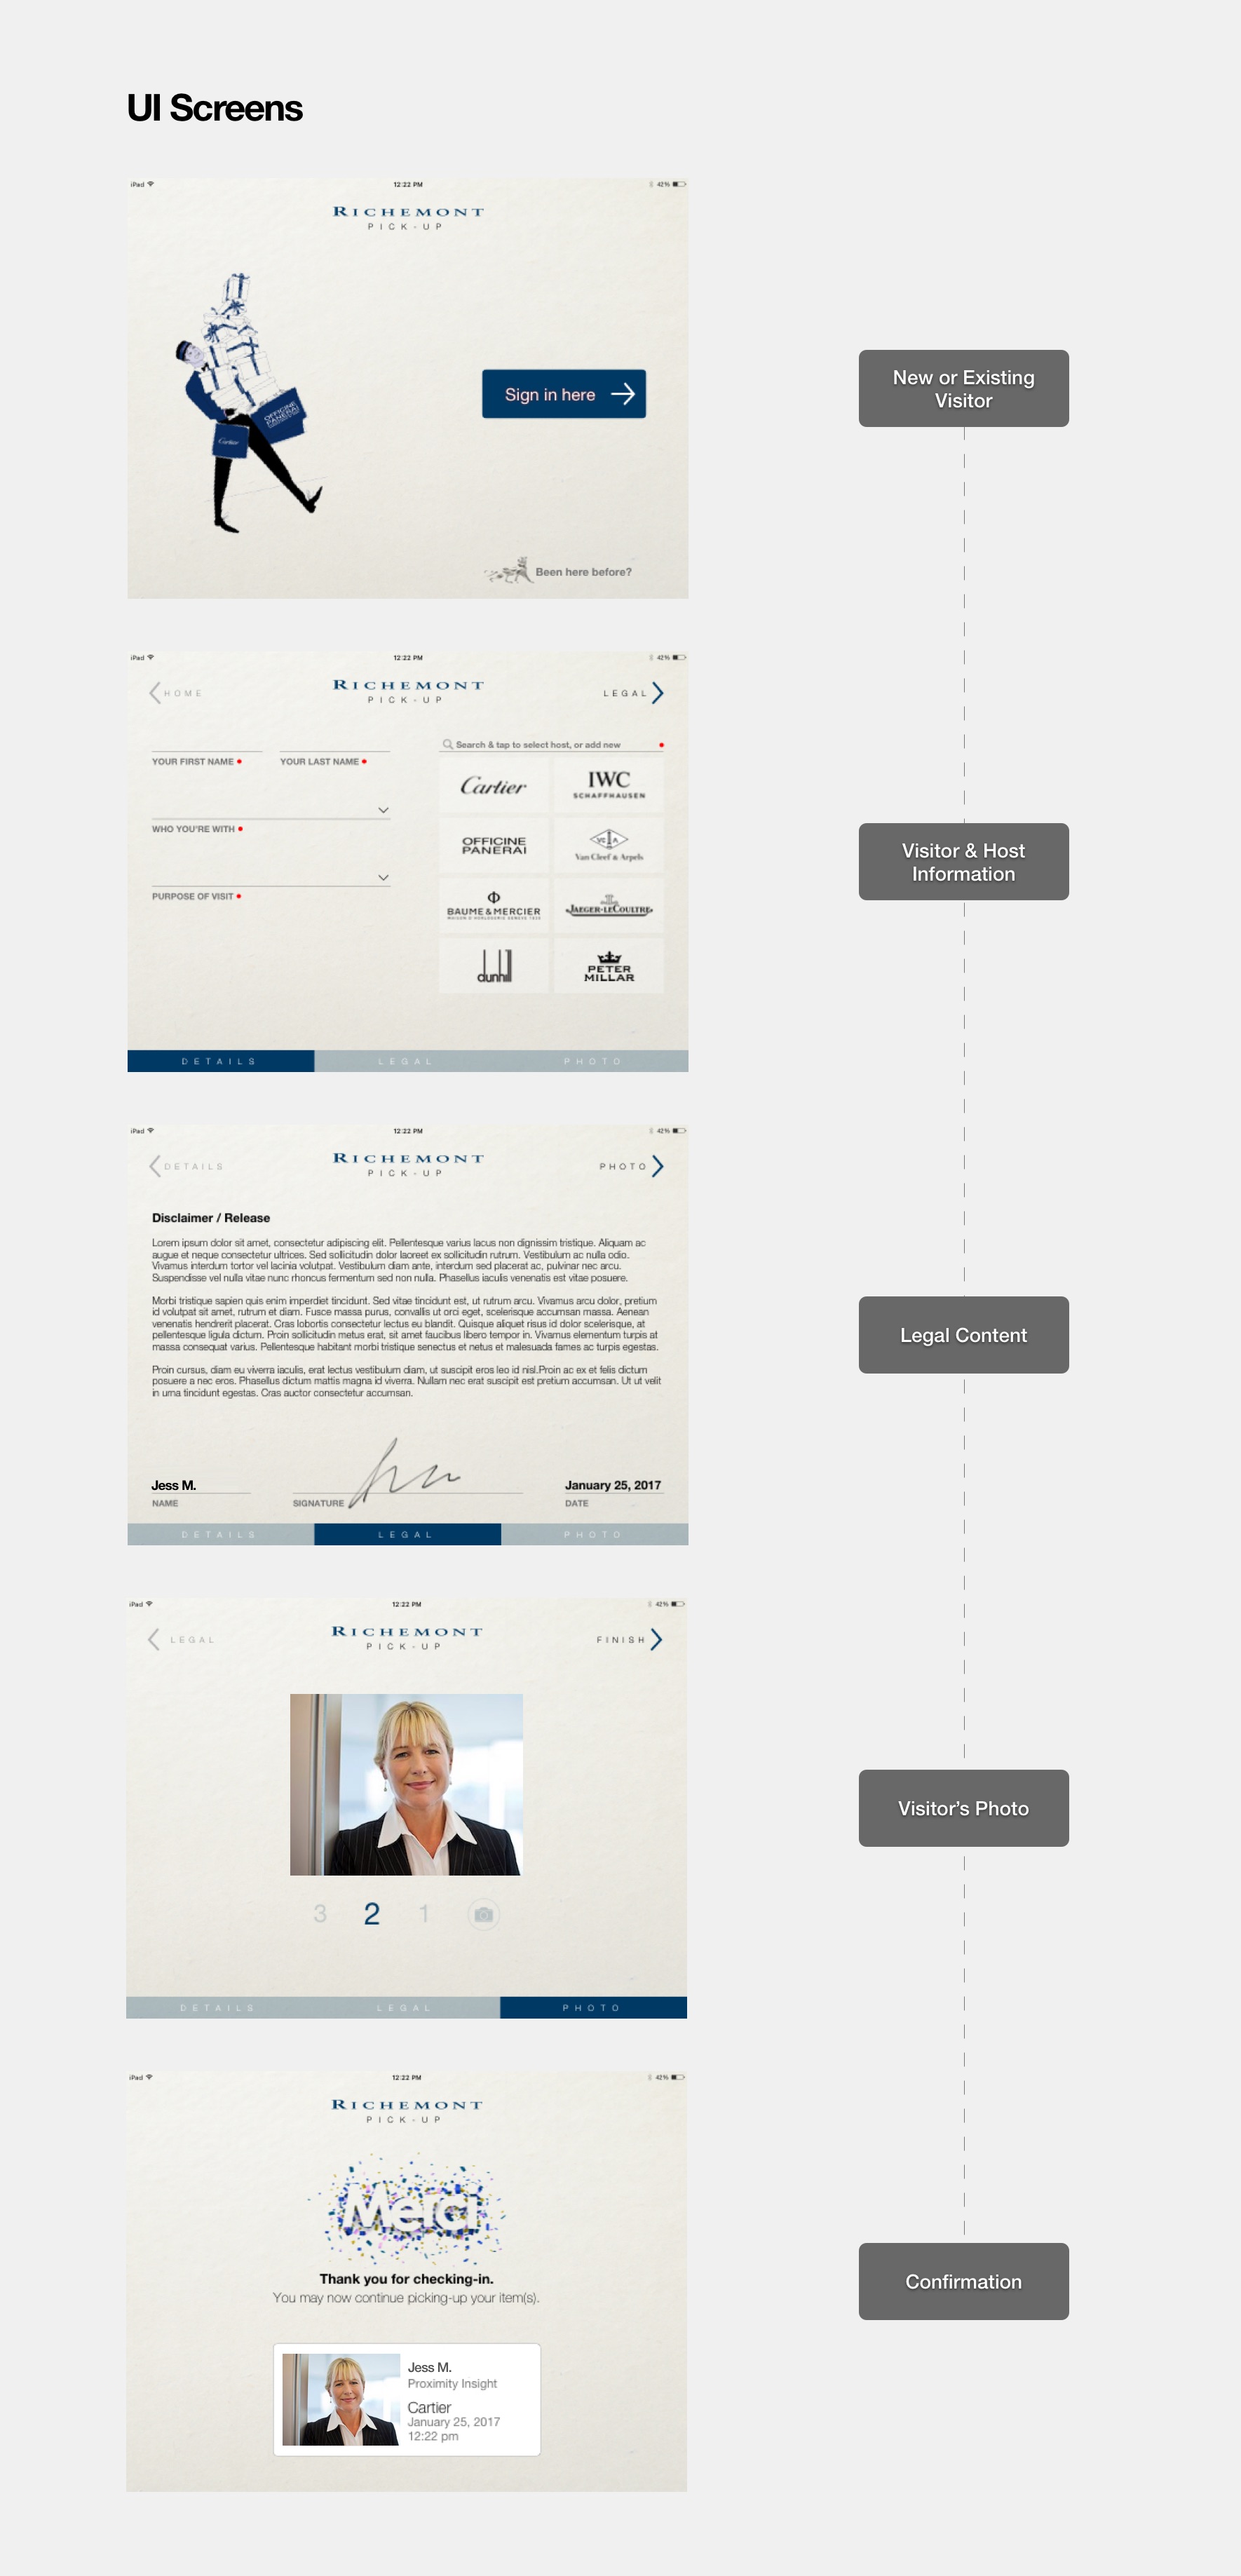 UI Screens
iPad 12:22 PM 42%
RICHEMONT
PICK-UP
OFFICINE
PANERAI
Cartier
Sign in here
Been here before?
New or Existing
Visitor
iPad 12:22 PM 42%
HOME
RICHEMONT
PICK-UP
LEGAL
Search & tap to select host, or add new
YOUR FIRST NAME YOUR LAST NAME
WHO YOU'RE WITH
PURPOSE OF VISIT
Cartier
IWC
SCHAFFHAUSEN
OFFICINE
PANERAI
VCA
Van Cleef & Arpels
BAUME & MERCIER
MAISON D'HORLOGERIE GENEVE 1830
JAEGER-LECOULTRE
dunhill
PETER
MILLAR
DETAILS LEGAL PHOTO
Visitor & Host
Information
iPad 12:22 PM 42%
DETAILS
RICHEMONT
PICK-UP
PHOTO
Disclaimer / Release
Lorem ipsum dolor sit amet, consectetur adipiscing elit. Pellentesque varius lacus non dignissim tristique. Aliquam ac
augue et neque consectetur ultrices. Sed sollicitudin dolor laoreet ex sollicitudin rutrum. Vestibulum ac nulla odio.
Vivamus interdum tortor vel lacinia volutpat. Vestibulum diam ante, interdum sed placerat ac, pulvinar nec arcu.
Suspendisse vel nulla vitae nunc rhoncus fermentum sed non nulla. Phasellus iaculis venenatis est vitae posuere.
Morbi tristique sapien quis enim imperdiet tincidunt. Sed vitae tincidunt est, ut rutrum arcu. Vivamus arcu dolor, pretium
id volutpat sit amet, rutrum et diam. Fusce massa purus, convallis ut orci eget, scelerisque accumsan massa. Aenean
venenatis hendrerit placerat. Cras lobortis consectetur lectus eu blandit. Quisque aliquet risus id dolor scelerisque, at
pellentesque ligula dictum. Proin sollicitudin metus erat, sit amet faucibus libero tempor in. Vivamus elementum turpis at
massa consequat varius. Pellentesque habitant morbi tristique senectus et netus et malesuada fames ac turpis egestas.
Proin cursus, diam eu viverra iaculis, erat lectus vestibulum diam, ut suscipit eros leo id nisl.Proin ac ex et felis dictum
posuere a nec eros. Phasellus dictum mattis magna id viverra. Nullam nec erat suscipit est pretium accumsan. Ut ut velit
in urna tincidunt egestas. Cras auctor consectetur accumsan.
Jess M. January 25, 2017
NAME SIGNATURE DATE
DETAILS LEGAL PHOTO
Legal Content
iPad 12:22 PM 42%
LEGAL
RICHEMONT
PICK-UP
FINISH
3 2 1
DETAILS LEGAL PHOTO
Visitor's Photo
iPad 12:22 PM 42%
RICHEMONT
PICK-UP
Merci
Thank you for checking-in.
You may now continue picking-up your item(s).
Jess M.
Proximity Insight
Cartier
January 25, 2017
12:22 pm
Confirmation